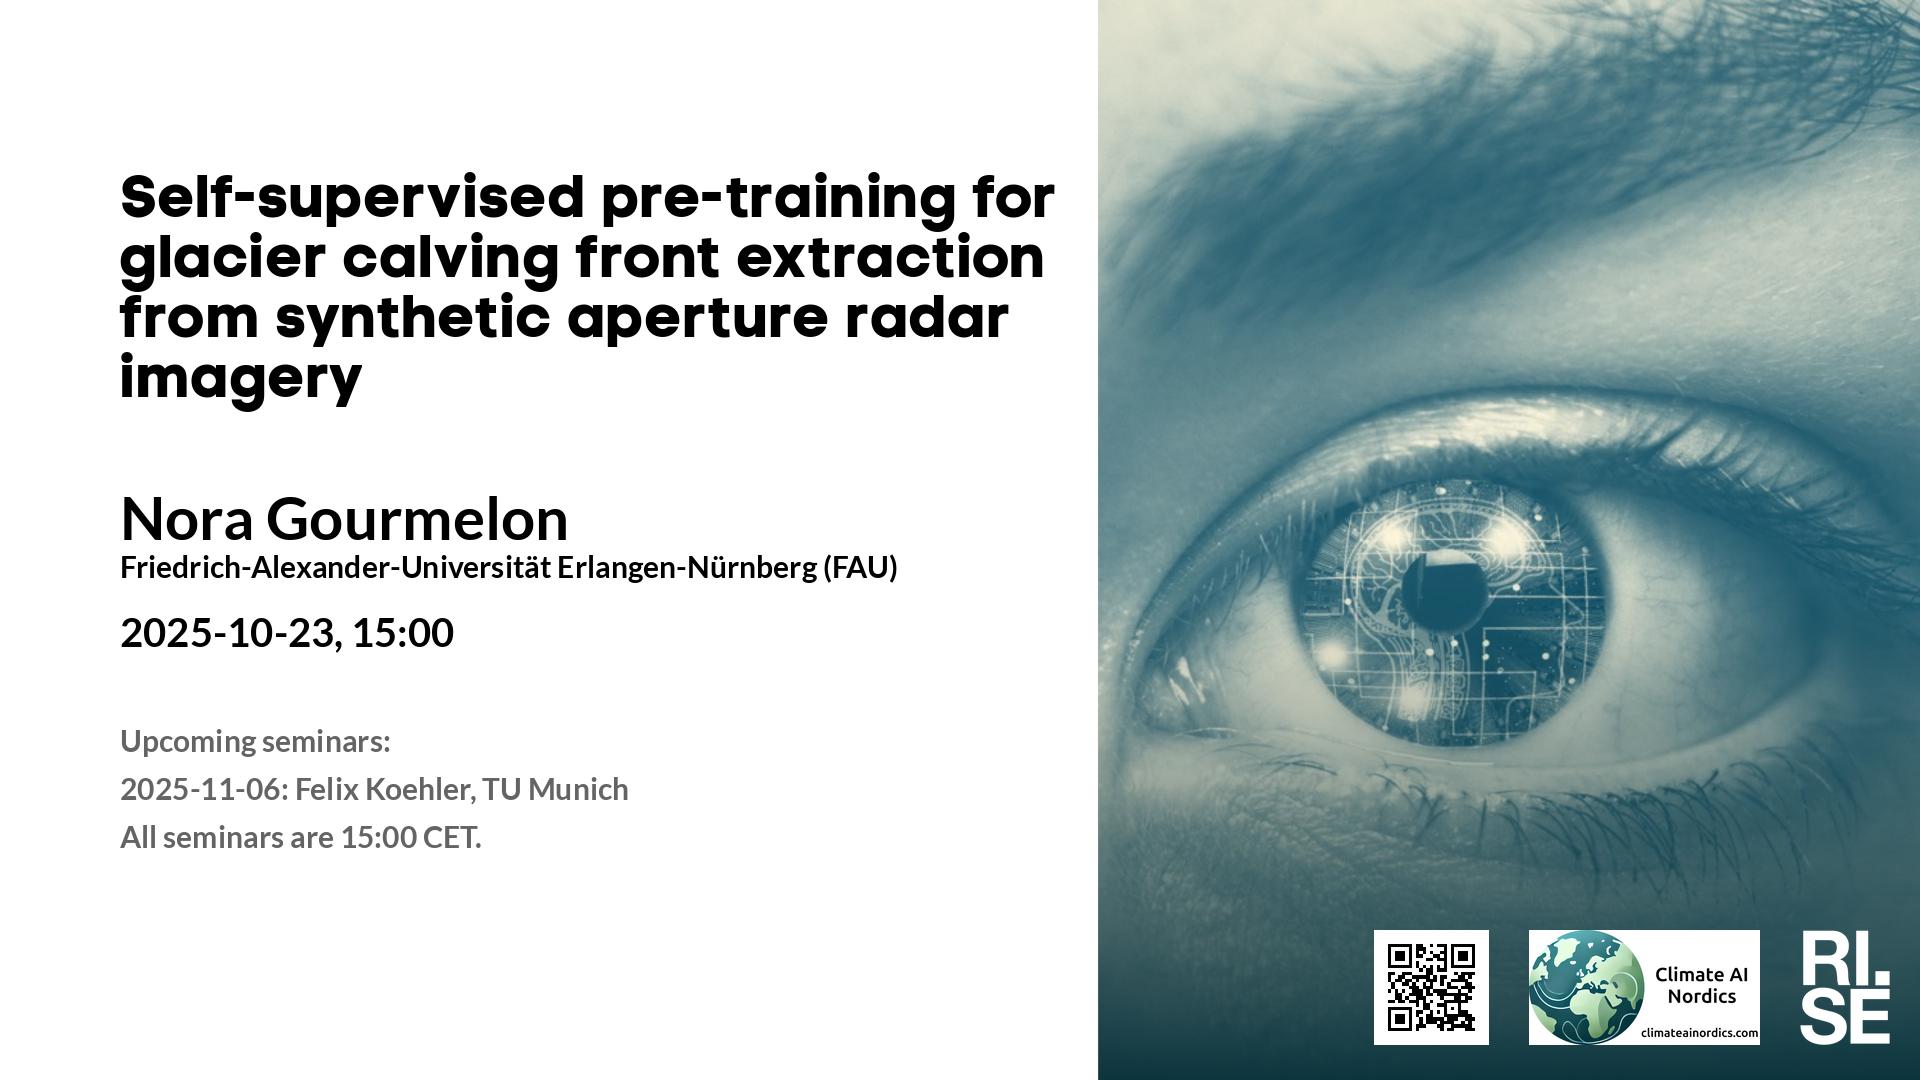 Self-supervised pre-training for
glacier calving front extraction
from synthetic aperture radar
imagery
Nora Gourmelon
Friedrich-Alexander-Universität Erlangen-Nürnberg (FAU)
2025-10-23, 15:00
Upcoming seminars:
2025-11-06: Felix Koehler, TU Munich
All seminars are 15:00 CET.
Climate AI
Nordics
climateainordics.com
RI.
SE